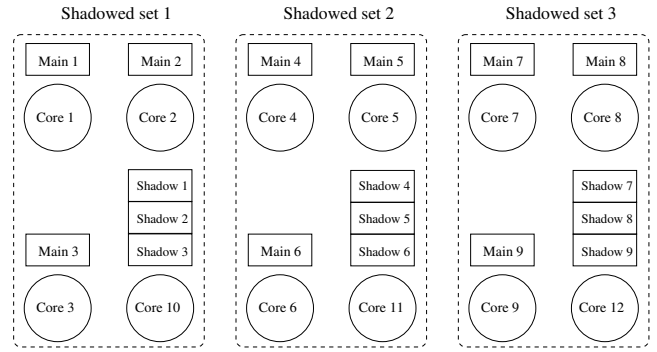 Shadowed set 1
Shadowed set 2
Shadowed set 3
Main 1
Main 2
Main 4
Main 5
Main 7
Main 8
Core 1
Core 2
Core 4
Core 5
Core 7
Core 8
Shadow 1
Shadow 2
Shadow 3
Shadow 4
Shadow 5
Shadow 6
Shadow 7
Shadow 8
Shadow 9
Main 3
Main 6
Main 9
Core 3
Core 10
Core 6
Core 11
Core 9
Core 12